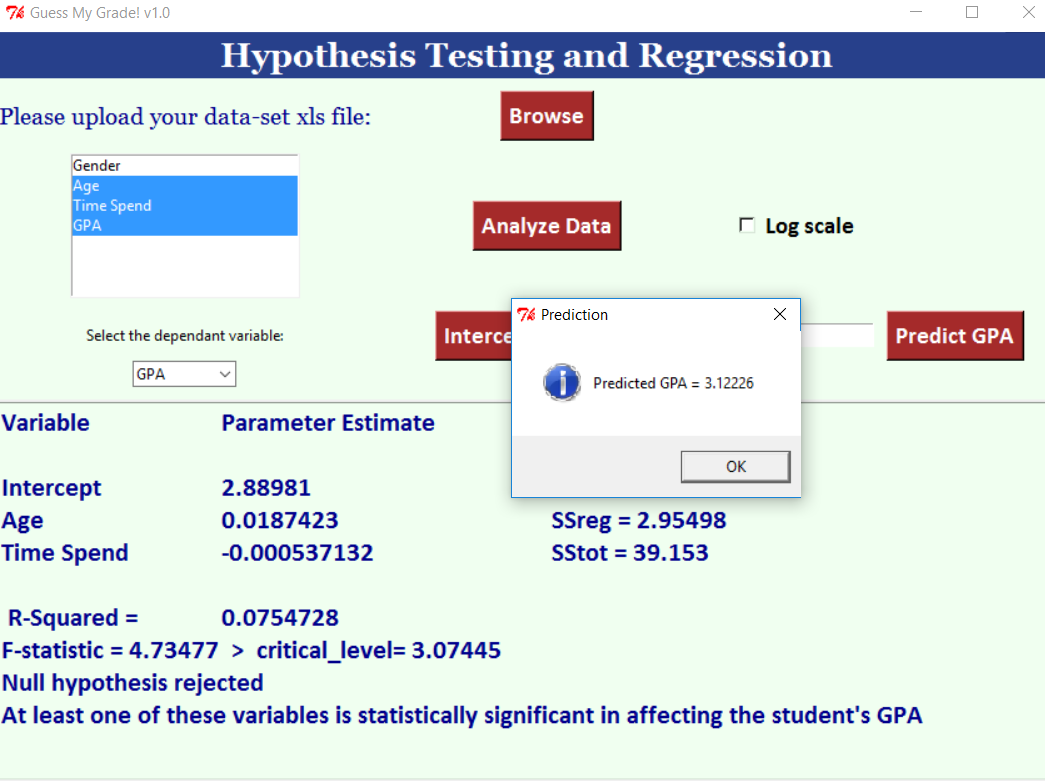 Guess My Grade! v1.0
Hypothesis Testing and Regression
Please upload your data-set xls file:
Browse
Gender
Age
Time Spend
GPA
Analyze Data
Log scale
Select the dependant variable:
GPA
Predict GPA
Prediction
Predicted GPA = 3.12226
OK
Variable Parameter Estimate
Intercept 2.88981
Age 0.0187423 SSreg = 2.95498
Time Spend -0.000537132 SStot = 39.153
R-Squared = 0.0754728
F-statistic = 4.73477 > critical_level= 3.07445
Null hypothesis rejected
At least one of these variables is statistically significant in affecting the student's GPA